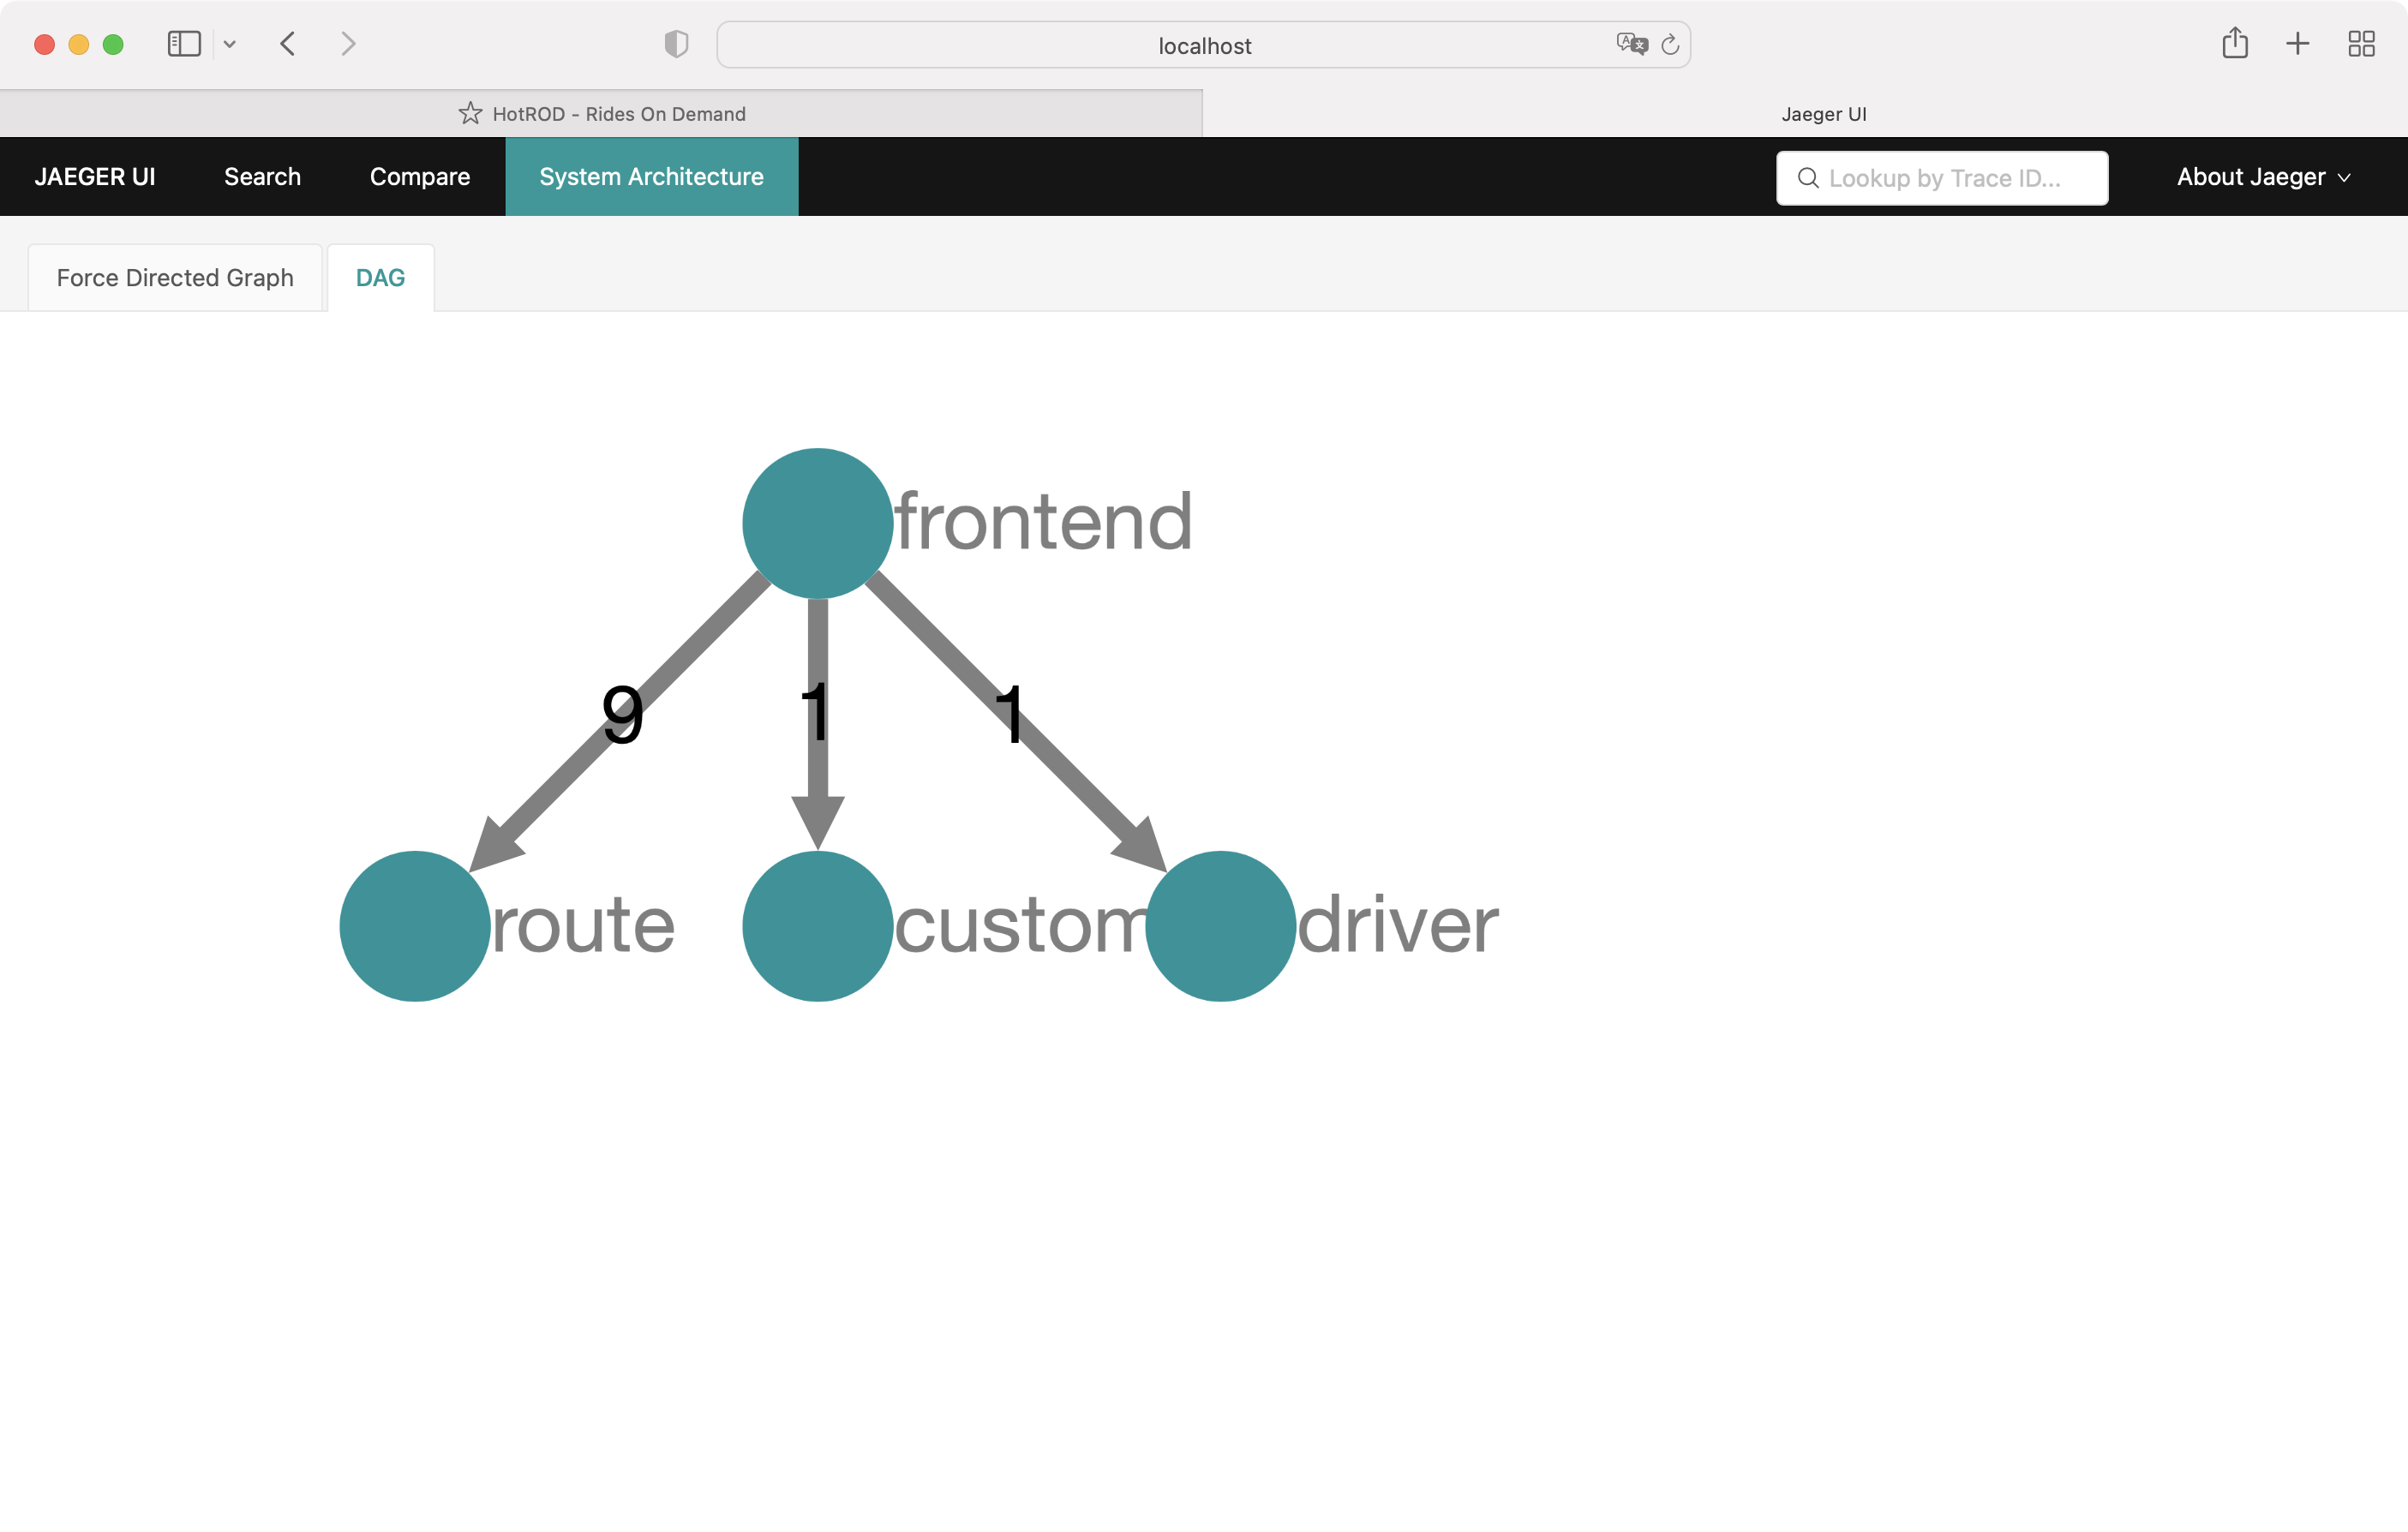 localhost
HotROD - Rides On Demand
Jaeger UI
JAEGER UI Search Compare System Architecture Lookup by Trace ID... About Jaeger
Force Directed Graph DAG
frontend
9 1 1
route custom driver